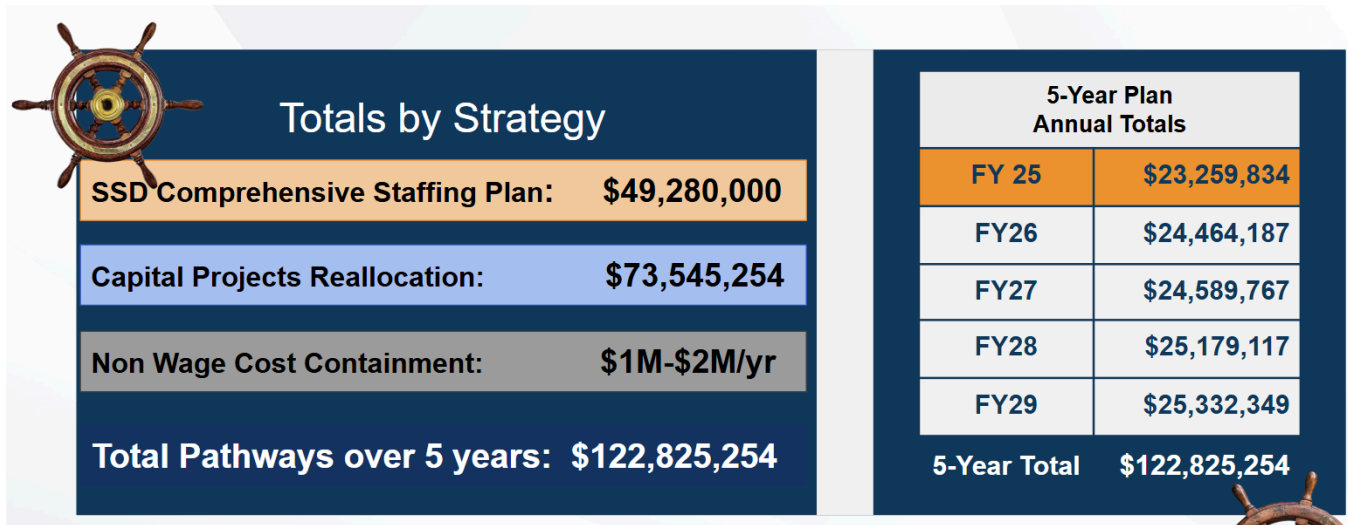 Totals by Strategy
SSD Comprehensive Staffing Plan: $49,280,000
Capital Projects Reallocation: $73,545,254
Non Wage Cost Containment: $1M-$2M/yr
Total Pathways over 5 years: $122,825,254
5-Year Plan
Annual Totals
FY 25 $23,259,834
FY26 $24,464,187
FY27 $24,589,767
FY28 $25,179,117
FY29 $25,332,349
5-Year Total $122,825,254